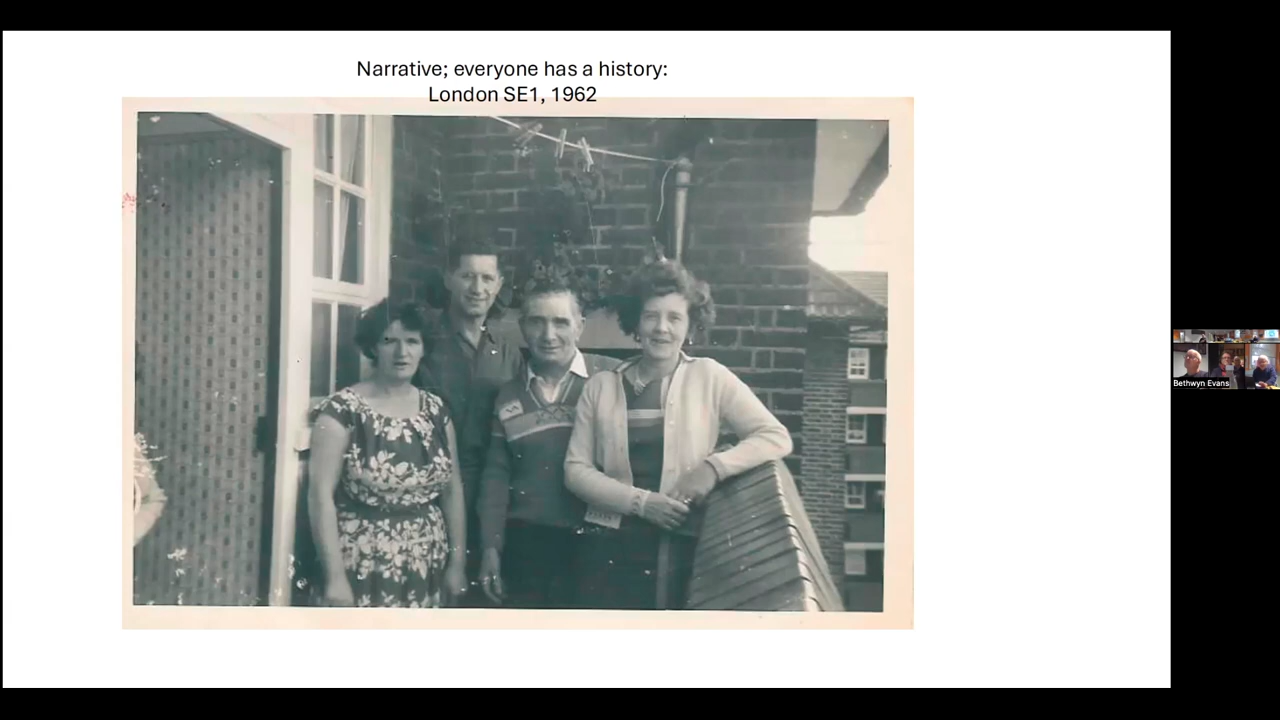 Narrative; everyone has a history:
London SE1, 1962
Bethwyn Evans